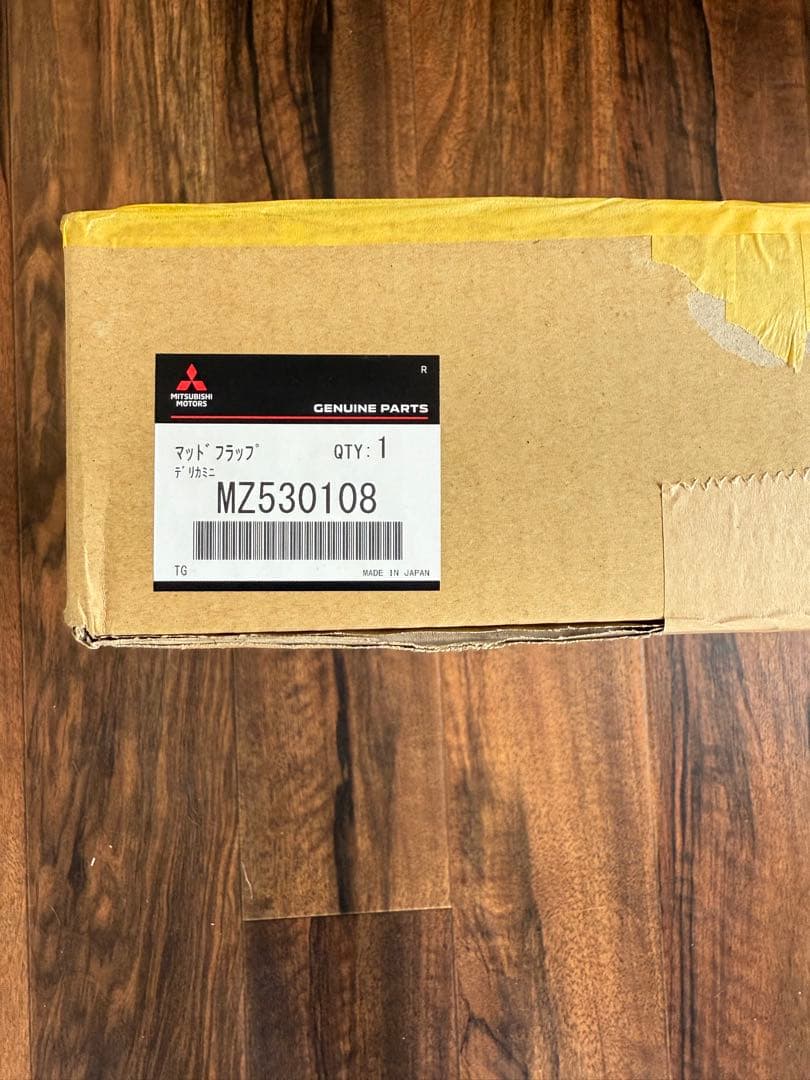 R
MITSUBISHI
MOTORS
GENUINE PARTS
ﾏｯﾄﾞﾌﾗｯﾌﾟ QTY: 1
ﾃﾞﾘｶﾐﾆ
MZ530108
TG MADE IN JAPAN